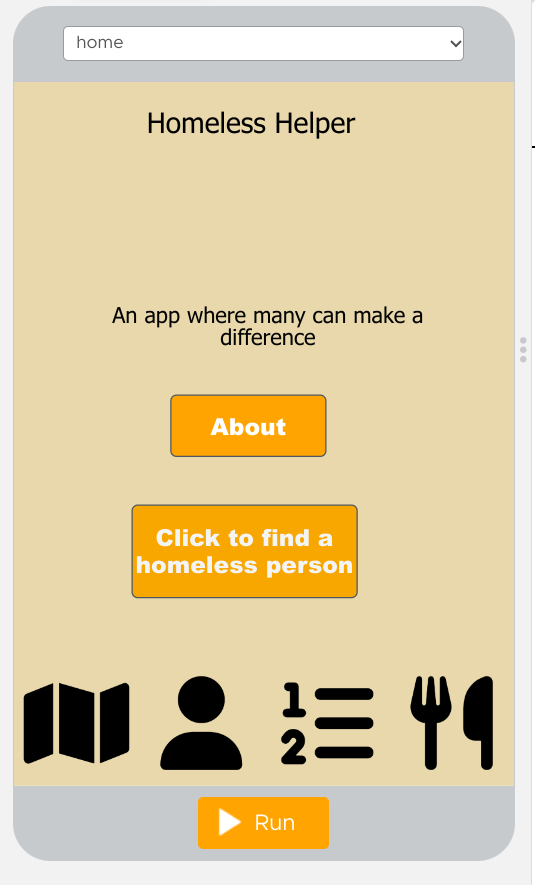 home
Homeless Helper
An app where many can make a
difference
About
Click to find a
homeless person
1
2
Run